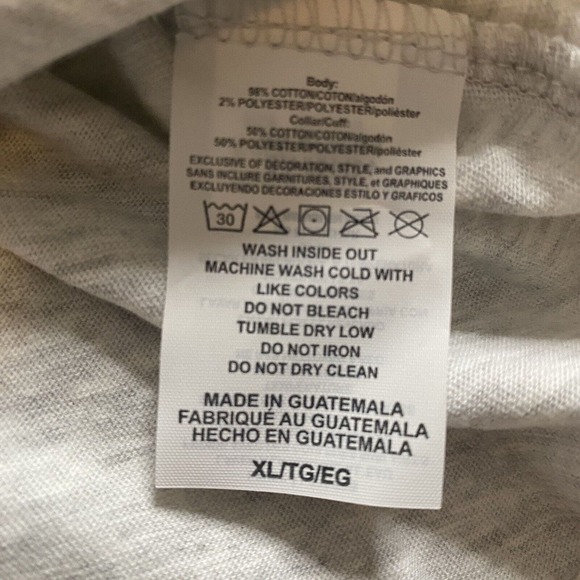 Body:
98% COTTON/COTON/algodón
2% POLYESTER/POLYESTER/poliéster
Collar/Cuff:
50% COTTON/COTON/algodón
50% POLYESTER/POLYESTER/poliéster
EXCLUSIVE OF DECORATION, STYLE, and GRAPHICS
SANS INCLURE GARNITURES, STYLE, et GRAPHIQUES
EXCLUYENDO DECORACIONES ESTILO Y GRAFICOS
30
WASH INSIDE OUT
MACHINE WASH COLD WITH
LIKE COLORS
DO NOT BLEACH
TUMBLE DRY LOW
DO NOT IRON
DO NOT DRY CLEAN
MADE IN GUATEMALA
FABRIQUÉ AU GUATEMALA
HECHO EN GUATEMALA
XL/TG/EG